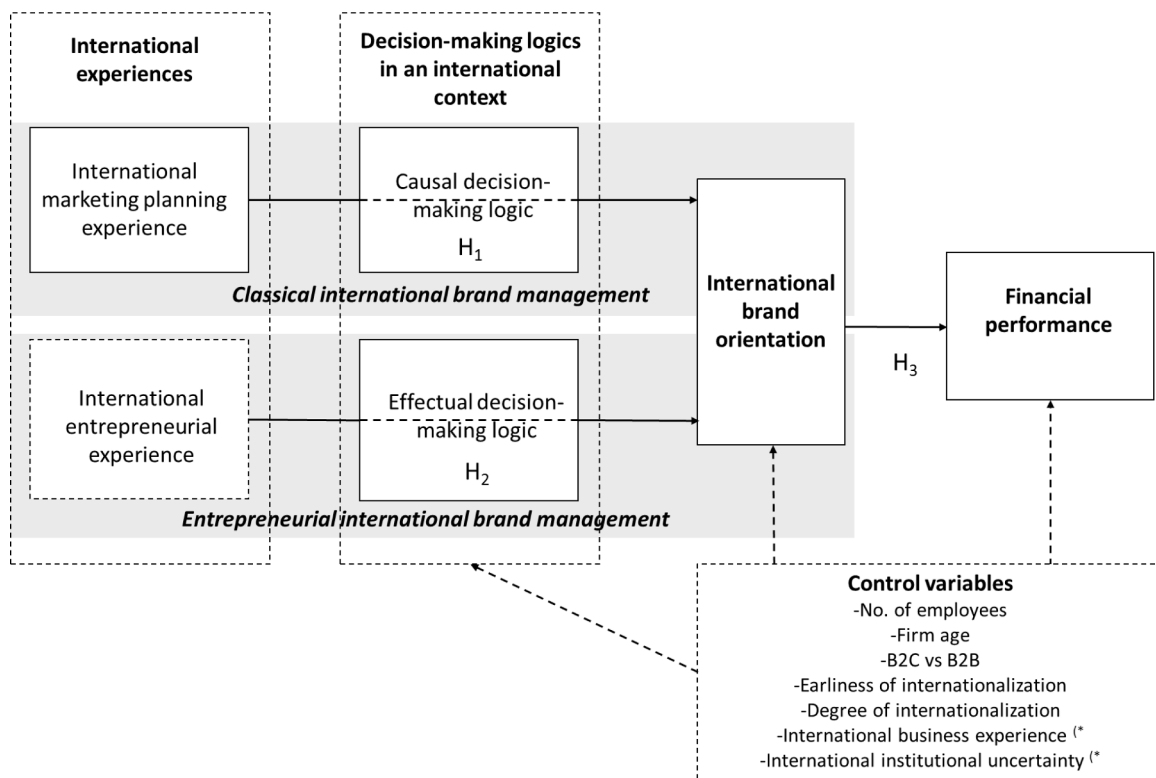 International
experiences
Decision-making logics
in an international
context
International
marketing planning
experience
Causal decision-
making logic
H₁
Classical international brand management
International
entrepreneurial
experience
Effectual decision-
making logic
H₂
Entrepreneurial international brand management
International
brand
orientation
H₃
Financial
performance
Control variables
-No. of employees
-Firm age
-B2C vs B2B
-Earliness of internationalization
-Degree of internationalization
-International business experience (*
-International institutional uncertainty (*